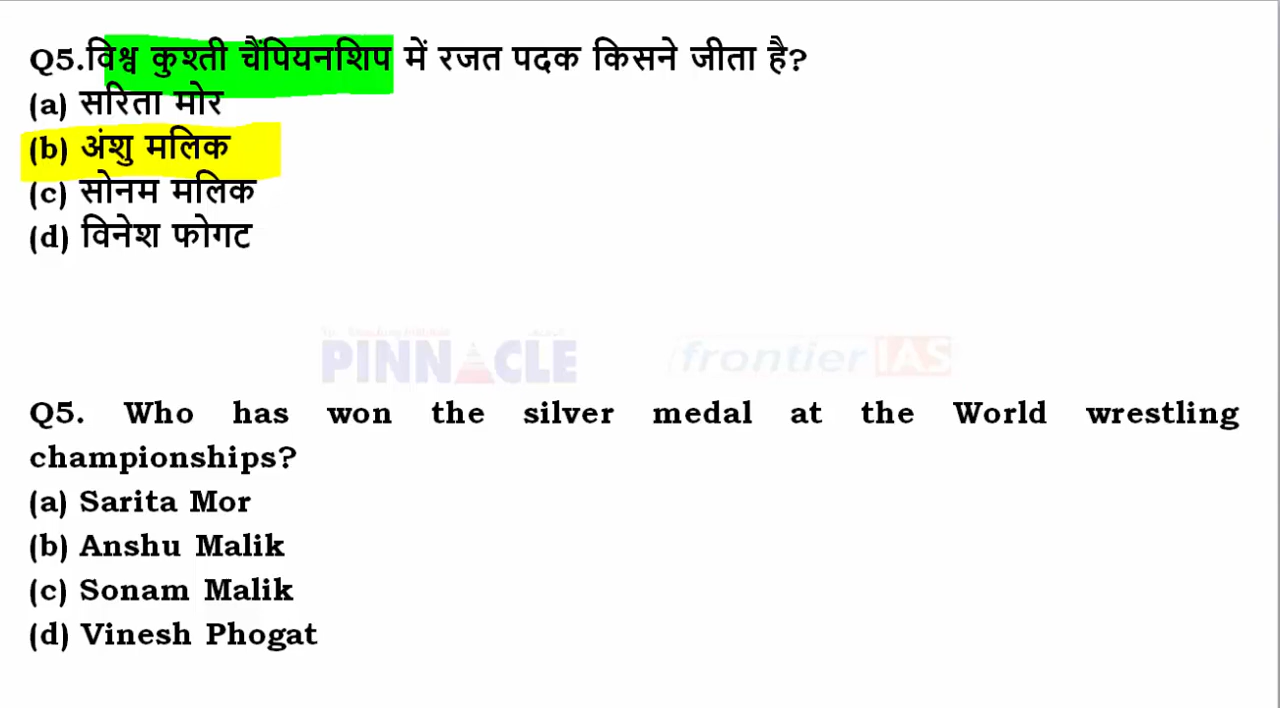 Q5.विश्व कुश्ती चैंपियनशिप में रजत पदक किसने जीता है?
(a) सरिता मोर
(b) अंशु मलिक
(c) सोनम मलिक
(d) विनेश फोगट
PINNACLE frontier IAS
Q5. Who has won the silver medal at the World wrestling
championships?
(a) Sarita Mor
(b) Anshu Malik
(c) Sonam Malik
(d) Vinesh Phogat